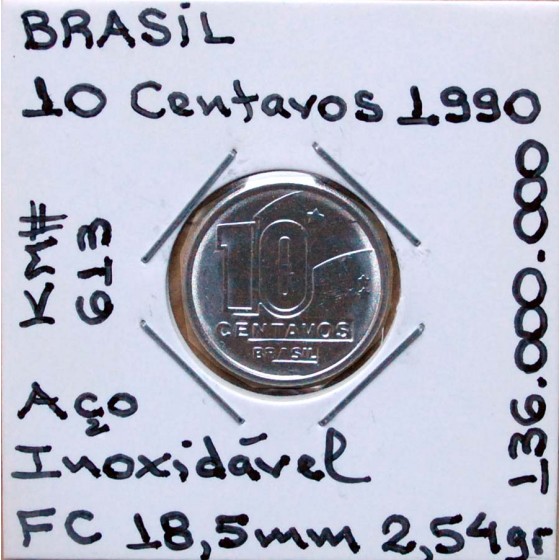 BRASIL
10 Centavos 1990
KM#
613
136.000.000
10
CENTAVOS
BRASIL
Aço
Inoxidável
FC 18,5mm 2,54gr